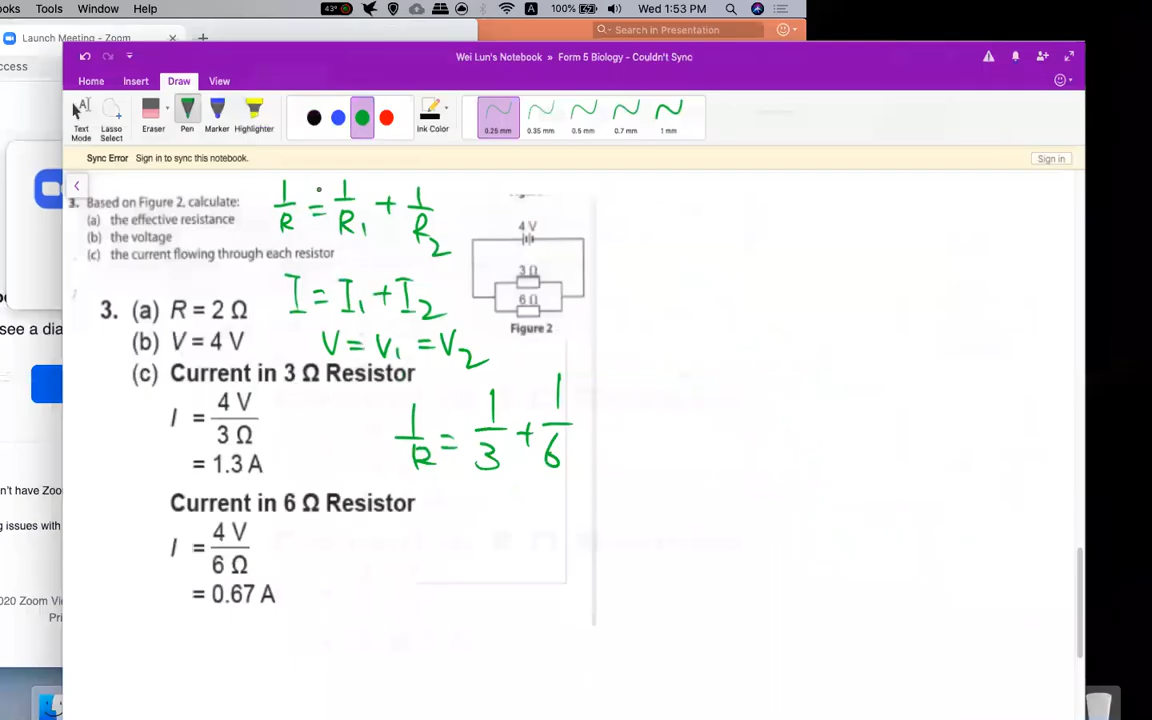 ooks Tools Window Help 43° A 100% Wed 1:53 PM
Launch Meeting - Zoom
Search in Presentation
Wei Lun's Notebook » Form 5 Biology - Couldn't Sync
ccess
Home Insert Draw View
Text Mode Lasso Select Eraser Pen Marker Highlighter Ink Color 0.25 mm 0.35 mm 0.5 mm 0.7 mm 1 mm
Sync Error Sign in to sync this notebook. Sign in
3. Based on Figure 2, calculate:
(a) the effective resistance
(b) the voltage
(c) the current flowing through each resistor
1/R = 1/R₁ + 1/R₂
I = I₁ + I₂
V = V₁ = V₂
4 V
3 Ω
6 Ω
Figure 2
3. (a) R = 2 Ω
(b) V = 4 V
(c) Current in 3 Ω Resistor
I = 4 V / 3 Ω
= 1.3 A
1/R = 1/3 + 1/6
Current in 6 Ω Resistor
I = 4 V / 6 Ω
= 0.67 A
see a dia
n't have Zoo
g issues with
020 Zoom Vi
Pri